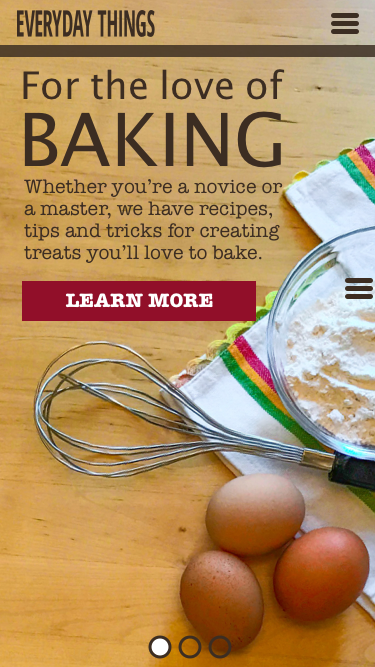 EVERYDAY THINGS
For the love of
BAKING
Whether you’re a novice or
a master, we have recipes,
tips and tricks for creating
treats you’ll love to bake.
LEARN MORE